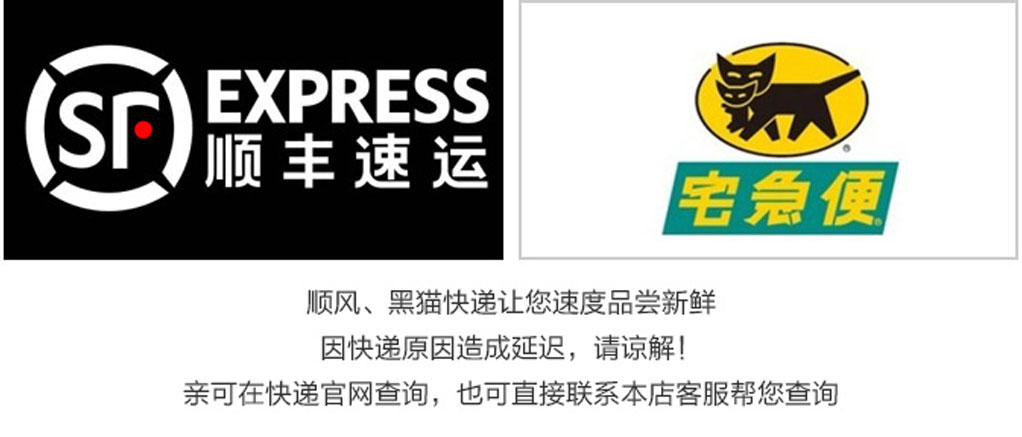 SF EXPRESS
顺丰速运
宅急便
顺风、黑猫快递让您速度品尝新鲜
因快递原因造成延迟，请谅解！
亲可在快递官网查询，也可直接联系本店客服帮您查询